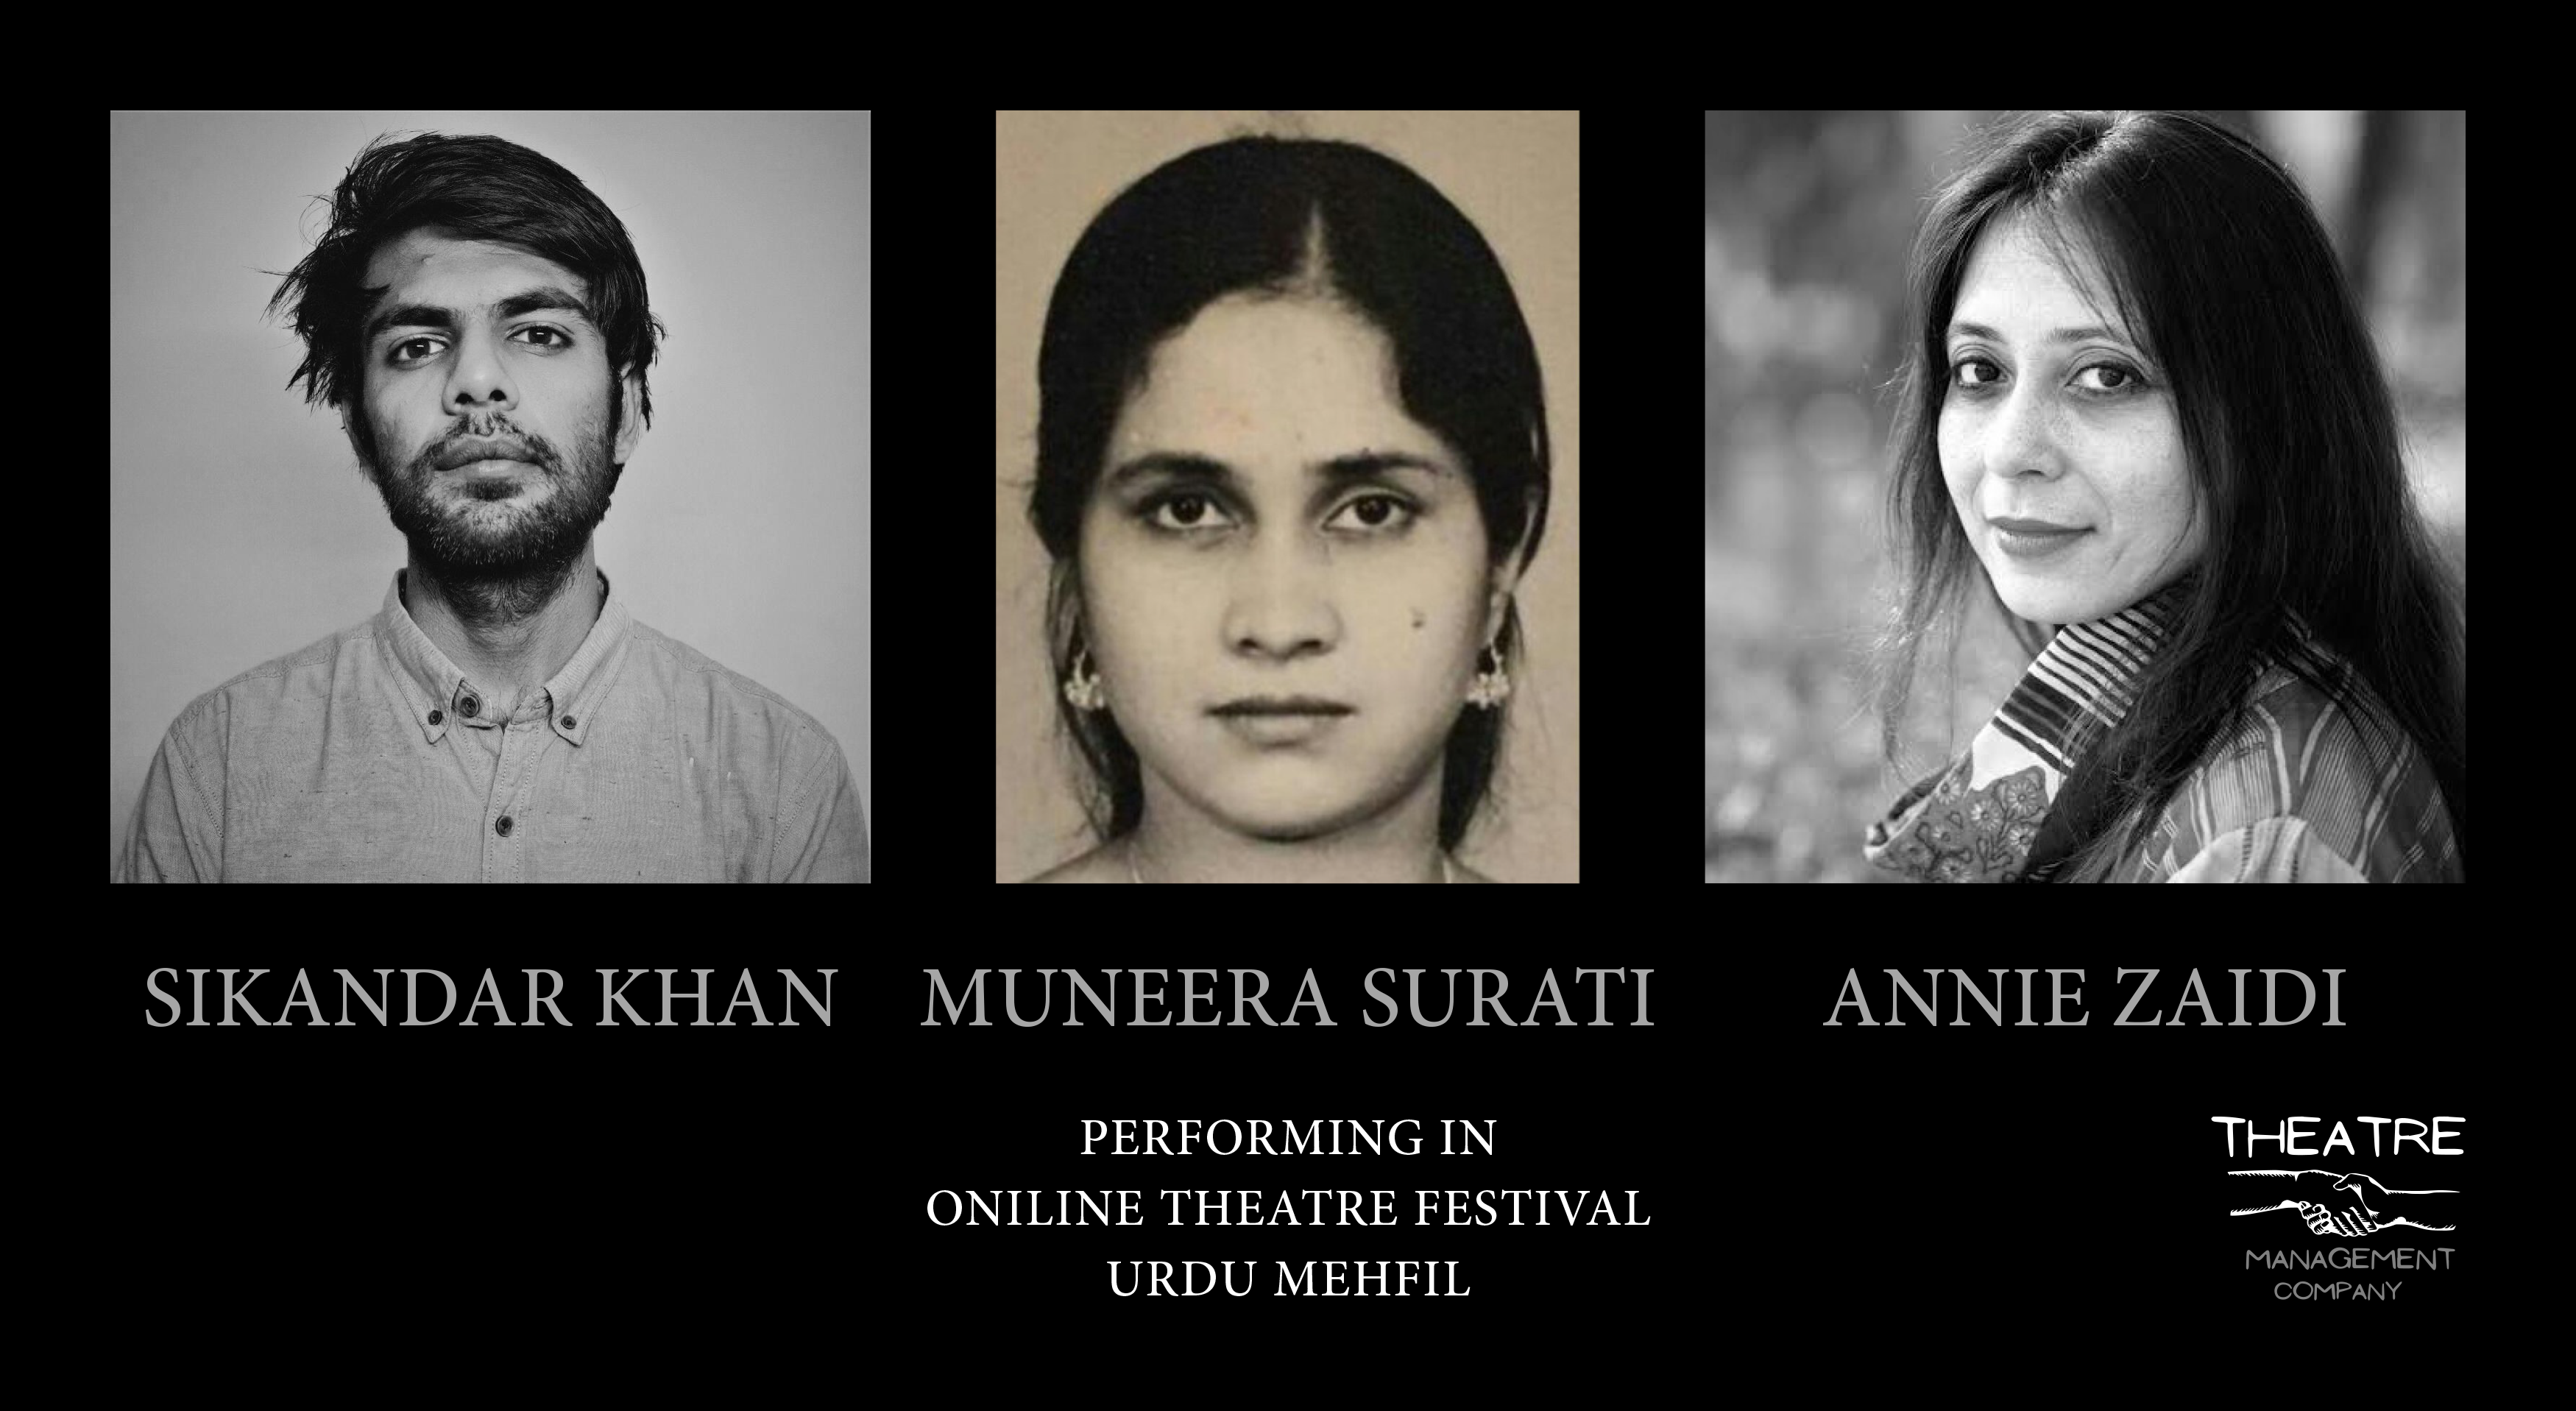 SIKANDAR KHAN
MUNEERA SURATI
ANNIE ZAIDI
PERFORMING IN
ONILINE THEATRE FESTIVAL
URDU MEHFIL
THEATRE
MANAGEMENT
COMPANY